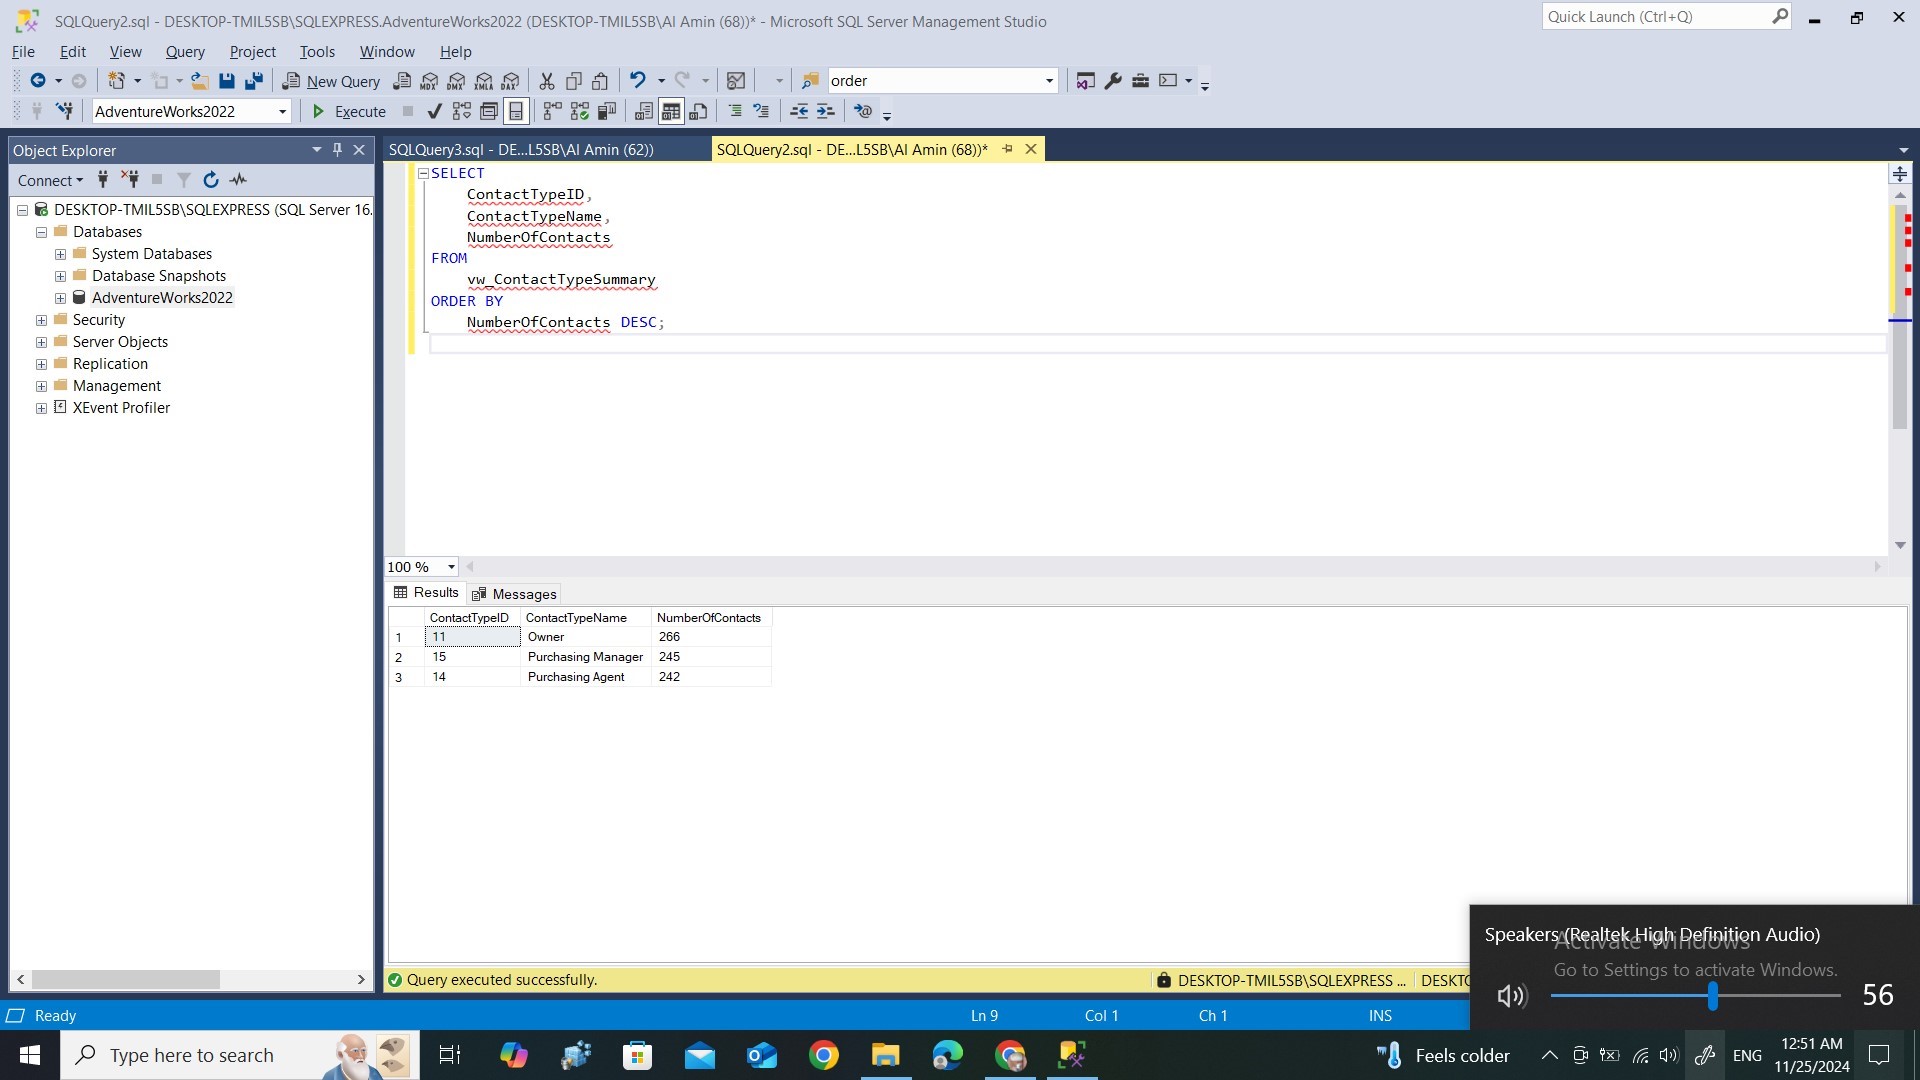 SQLQuery2.sql - DESKTOP-TMIL5SB\SQLEXPRESS.AdventureWorks2022 (DESKTOP-TMIL5SB\Al Amin (68))* - Microsoft SQL Server Management Studio
Quick Launch (Ctrl+Q)
File Edit View Query Project Tools Window Help
New Query MDX DMX XMLA DAX order
AdventureWorks2022 Execute
Object Explorer
SQLQuery3.sql - DE...L5SB\Al Amin (62))
SQLQuery2.sql - DE...L5SB\Al Amin (68))*
Connect
DESKTOP-TMIL5SB\SQLEXPRESS (SQL Server 16.
Databases
System Databases
Database Snapshots
AdventureWorks2022
Security
Server Objects
Replication
Management
XEvent Profiler
SELECT
ContactTypeID,
ContactTypeName,
NumberOfContacts
FROM
vw_ContactTypeSummary
ORDER BY
NumberOfContacts DESC;
100 %
Results Messages
ContactTypeID ContactTypeName NumberOfContacts
1 11 Owner 266
2 15 Purchasing Manager 245
3 14 Purchasing Agent 242
Query executed successfully.
DESKTOP-TMIL5SB\SQLEXPRESS ... DESKTO
Speakers (Realtek High Definition Audio)
Activate Windows
Go to Settings to activate Windows.
56
Ready Ln 9 Col 1 Ch 1 INS
Type here to search
Feels colder
ENG
12:51 AM
11/25/2024